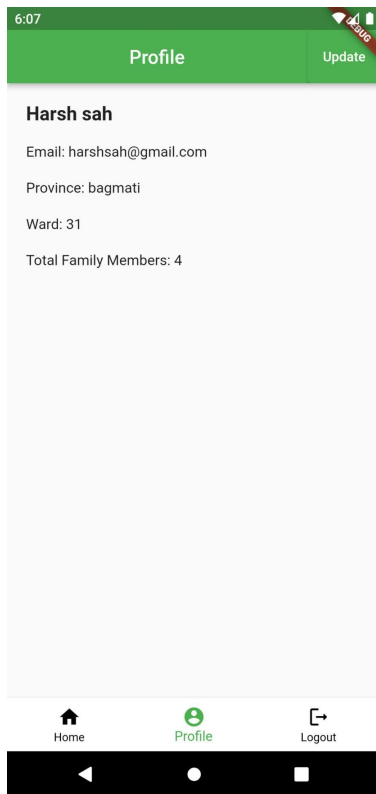 6:07
DEBUG
Profile
Update
Harsh sah
Email: harshsah@gmail.com
Province: bagmati
Ward: 31
Total Family Members: 4
Home
Profile
Logout